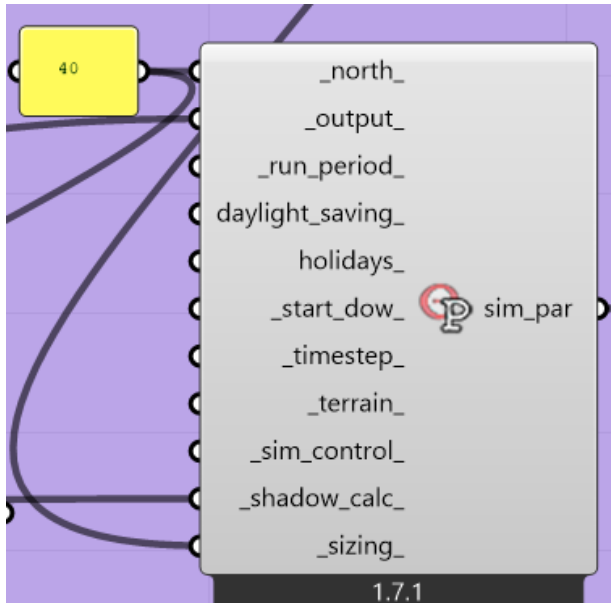 40
_north_
_output_
_run_period_
daylight_saving_
holidays_
_start_dow_
P sim_par
_timestep_
_terrain_
_sim_control_
_shadow_calc_
_sizing_
1.7.1